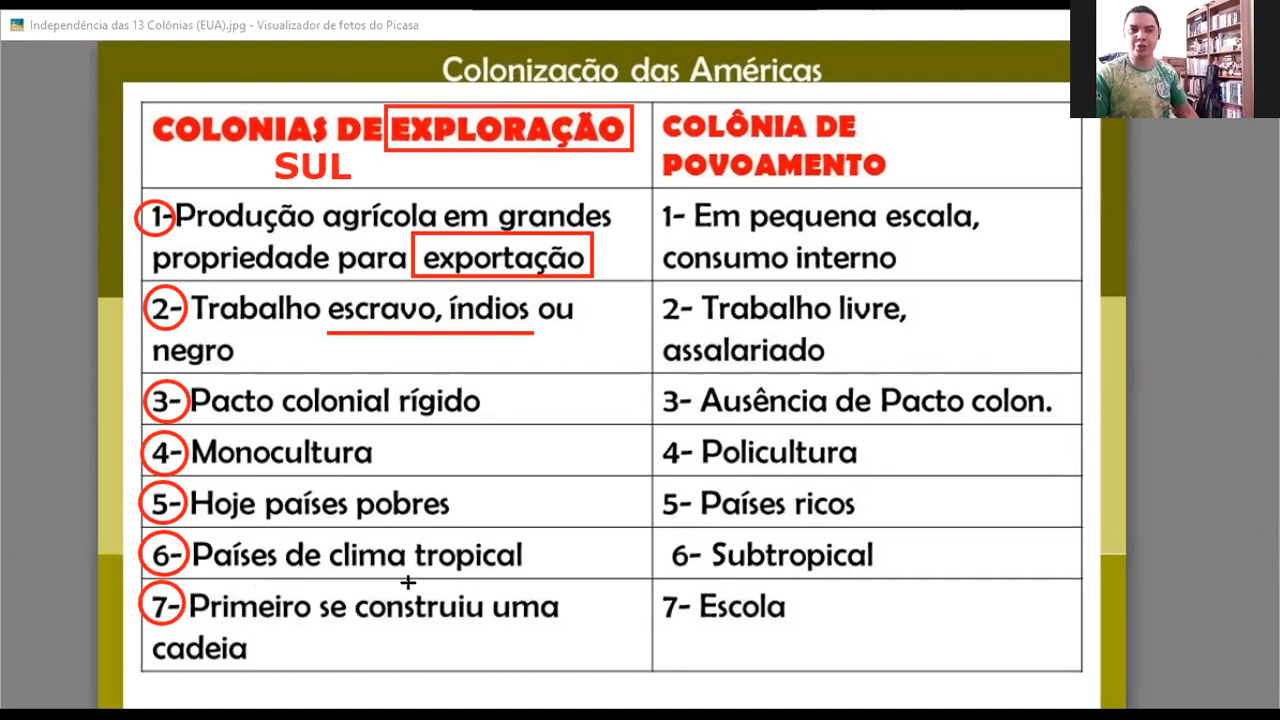 Independência das 13 Colônias (EUA).jpg - Visualizador de fotos do Picasa
Colonização das Américas
COLONIAS DE EXPLORAÇÃO
SUL
COLÔNIA DE
POVOAMENTO
1-Produção agrícola em grandes
propriedade para exportação
1- Em pequena escala,
consumo interno
2- Trabalho escravo, índios ou
negro
2- Trabalho livre,
assalariado
3- Pacto colonial rígido
3- Ausência de Pacto colon.
4- Monocultura
4- Policultura
5- Hoje países pobres
5- Países ricos
6- Países de clima tropical
6- Subtropical
7- Primeiro se construiu uma
cadeia
7- Escola